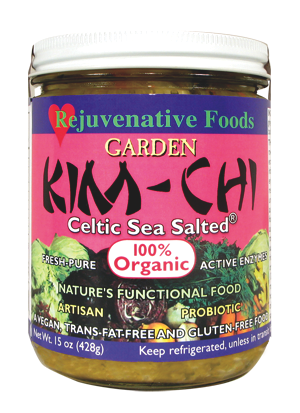 Rejuvenative Foods
GARDEN
KIM-CHI
Celtic Sea Salted®
100%
Organic
FRESH-PURE ACTIVE ENZYMES
NATURE'S FUNCTIONAL FOOD
ARTISAN PROBIOTIC
A VEGAN, TRANS-FAT-FREE AND GLUTEN-FREE FOOD
Net Wt. 15 oz (428g) Keep refrigerated, unless in transit